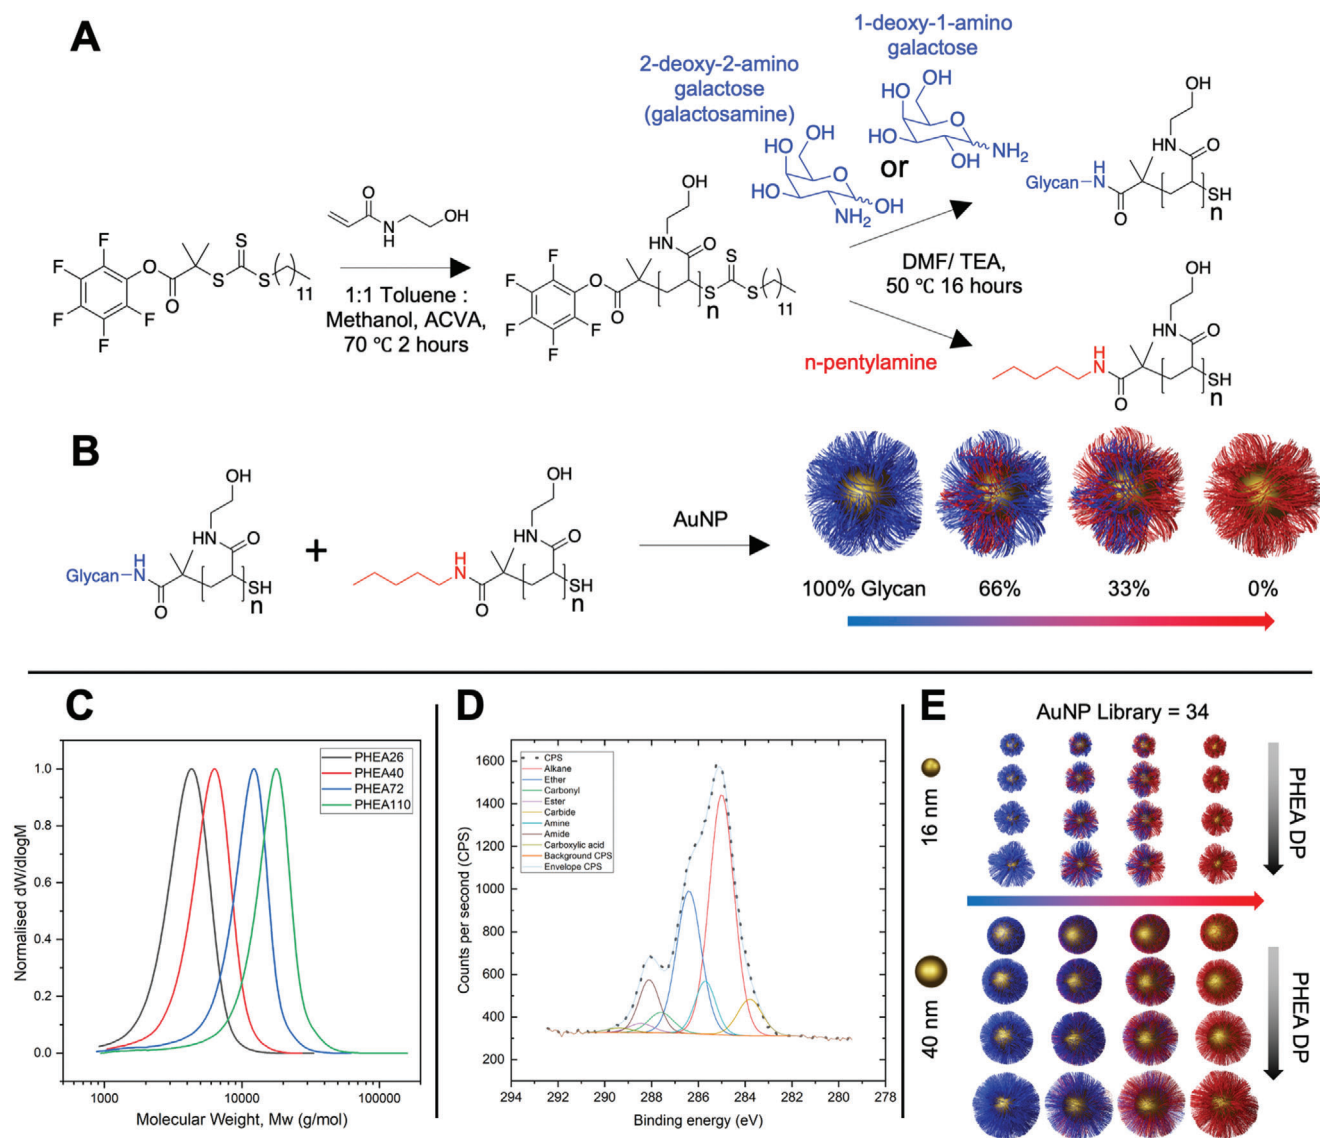 A
1-deoxy-1-amino
galactose
2-deoxy-2-amino
galactose
(galactosamine)
OH
HO
O
HO
OH
NH2
or
OH
HO
O
HO
NH2
OH
F
F
F
F
F
O
O
S
S
S
11
O
N
H
OH
1:1 Toluene :
Methanol, ACVA,
70 °C 2 hours
OH
HN
O
F
F
F
F
F
O
O
n
S
S
S
11
DMF/ TEA,
50 °C 16 hours
OH
HN
O
Glycan
H
N
O
n
SH
n-pentylamine
OH
HN
O
H
N
O
n
SH
B
OH
HN
O
Glycan
H
N
O
n
SH
+
OH
HN
O
H
N
O
n
SH
AuNP
100% Glycan
66%
33%
0%
C
PHEA26
PHEA40
PHEA72
PHEA110
Normalised dW/dlogM
1.0
0.8
0.6
0.4
0.2
0.0
1000
10000
100000
Molecular Weight, Mw (g/mol)
D
CPS
Alkane
Ether
Carbonyl
Ester
Carbide
Amine
Amide
Carboxylic acid
Background CPS
Envelope CPS
Counts per second (CPS)
1600
1400
1200
1000
800
600
400
200
294
292
290
288
286
284
282
280
278
Binding energy (eV)
E
AuNP Library = 34
16 nm
PHEA DP
40 nm
PHEA DP